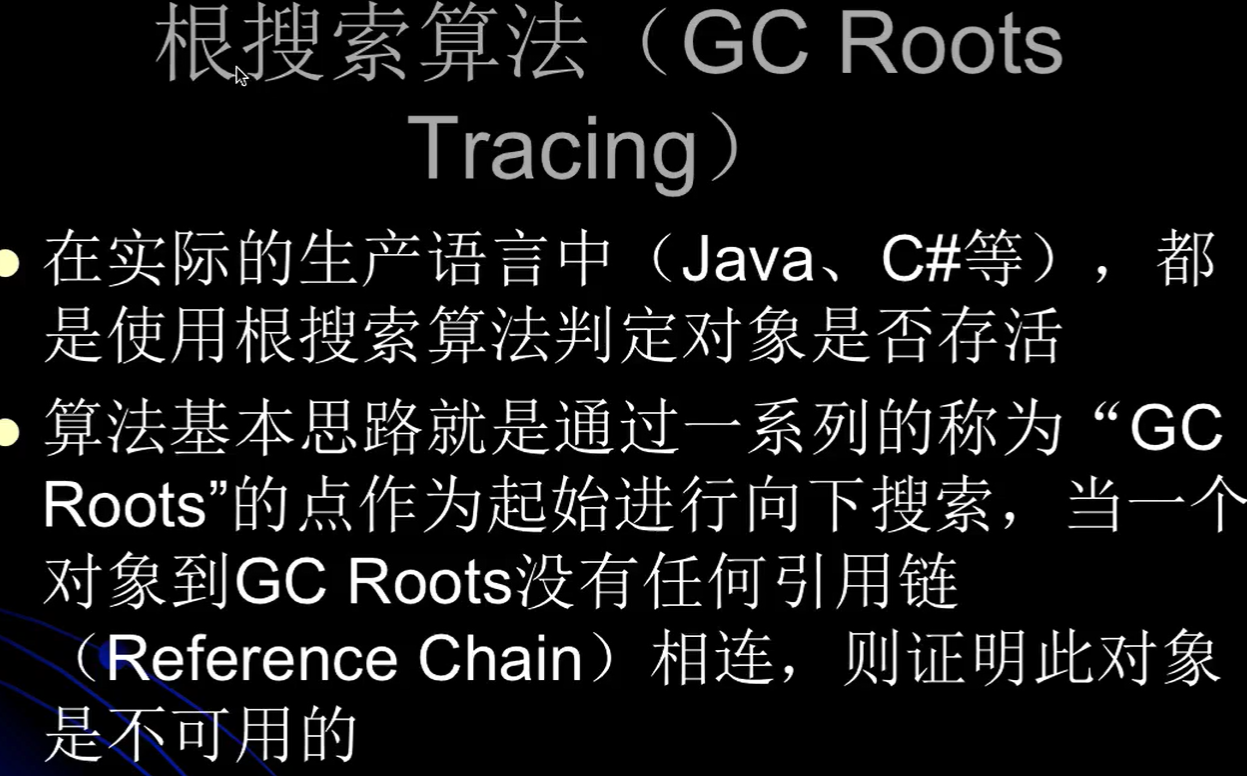 根搜索算法（GC Roots
Tracing）
在实际的生产语言中（Java、C#等），都
是使用根搜索算法判定对象是否存活
算法基本思路就是通过一系列的称为“GC
Roots”的点作为起始进行向下搜索，当一个
对象到GC Roots没有任何引用链
（Reference Chain）相连，则证明此对象
是不可用的